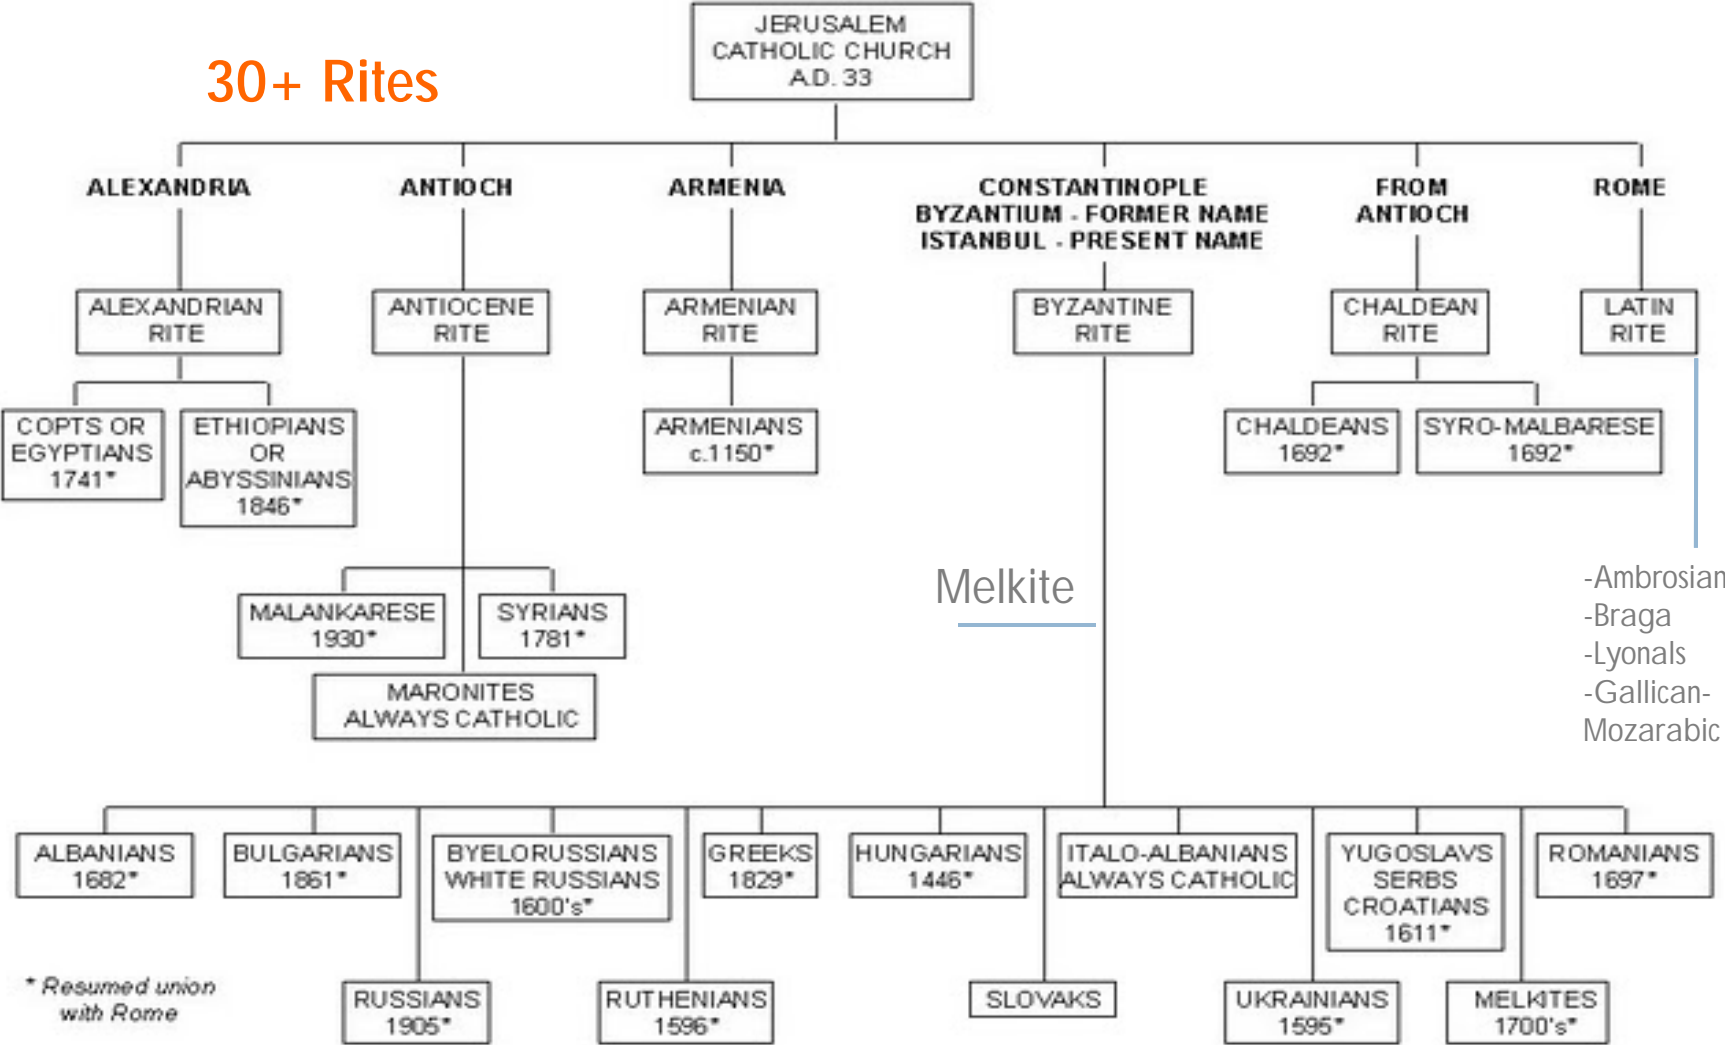 JERUSALEM
CATHOLIC CHURCH
A.D. 33
30+ Rites
ALEXANDRIA
ANTIOCH
ARMENIA
CONSTANTINOPLE
BYZANTIUM - FORMER NAME
ISTANBUL - PRESENT NAME
FROM
ANTIOCH
ROME
ALEXANDRIAN
RITE
ANTIOCENE
RITE
ARMENIAN
RITE
BYZANTINE
RITE
CHALDEAN
RITE
LATIN
RITE
COPTS OR
EGYPTIANS
1741*
ETHIOPIANS
OR
ABYSSINIANS
1846*
ARMENIANS
c.1150*
CHALDEANS
1692*
SYRO-MALBARESE
1692*
MALANKARESE
1930*
SYRIANS
1781*
MARONITES
ALWAYS CATHOLIC
Melkite
-Ambrosian
-Braga
-Lyonals
-Gallican-
Mozarabic
ALBANIANS
1682*
BULGARIANS
1861*
BYELORUSSIANS
WHITE RUSSIANS
1600's*
GREEKS
1829*
HUNGARIANS
1446*
ITALO-ALBANIANS
ALWAYS CATHOLIC
YUGOSLAVS
SERBS
CROATIANS
1611*
ROMANIANS
1697*
* Resumed union
with Rome
RUSSIANS
1905*
RUTHENIANS
1596*
SLOVAKS
UKRAINIANS
1595*
MELKITES
1700's*